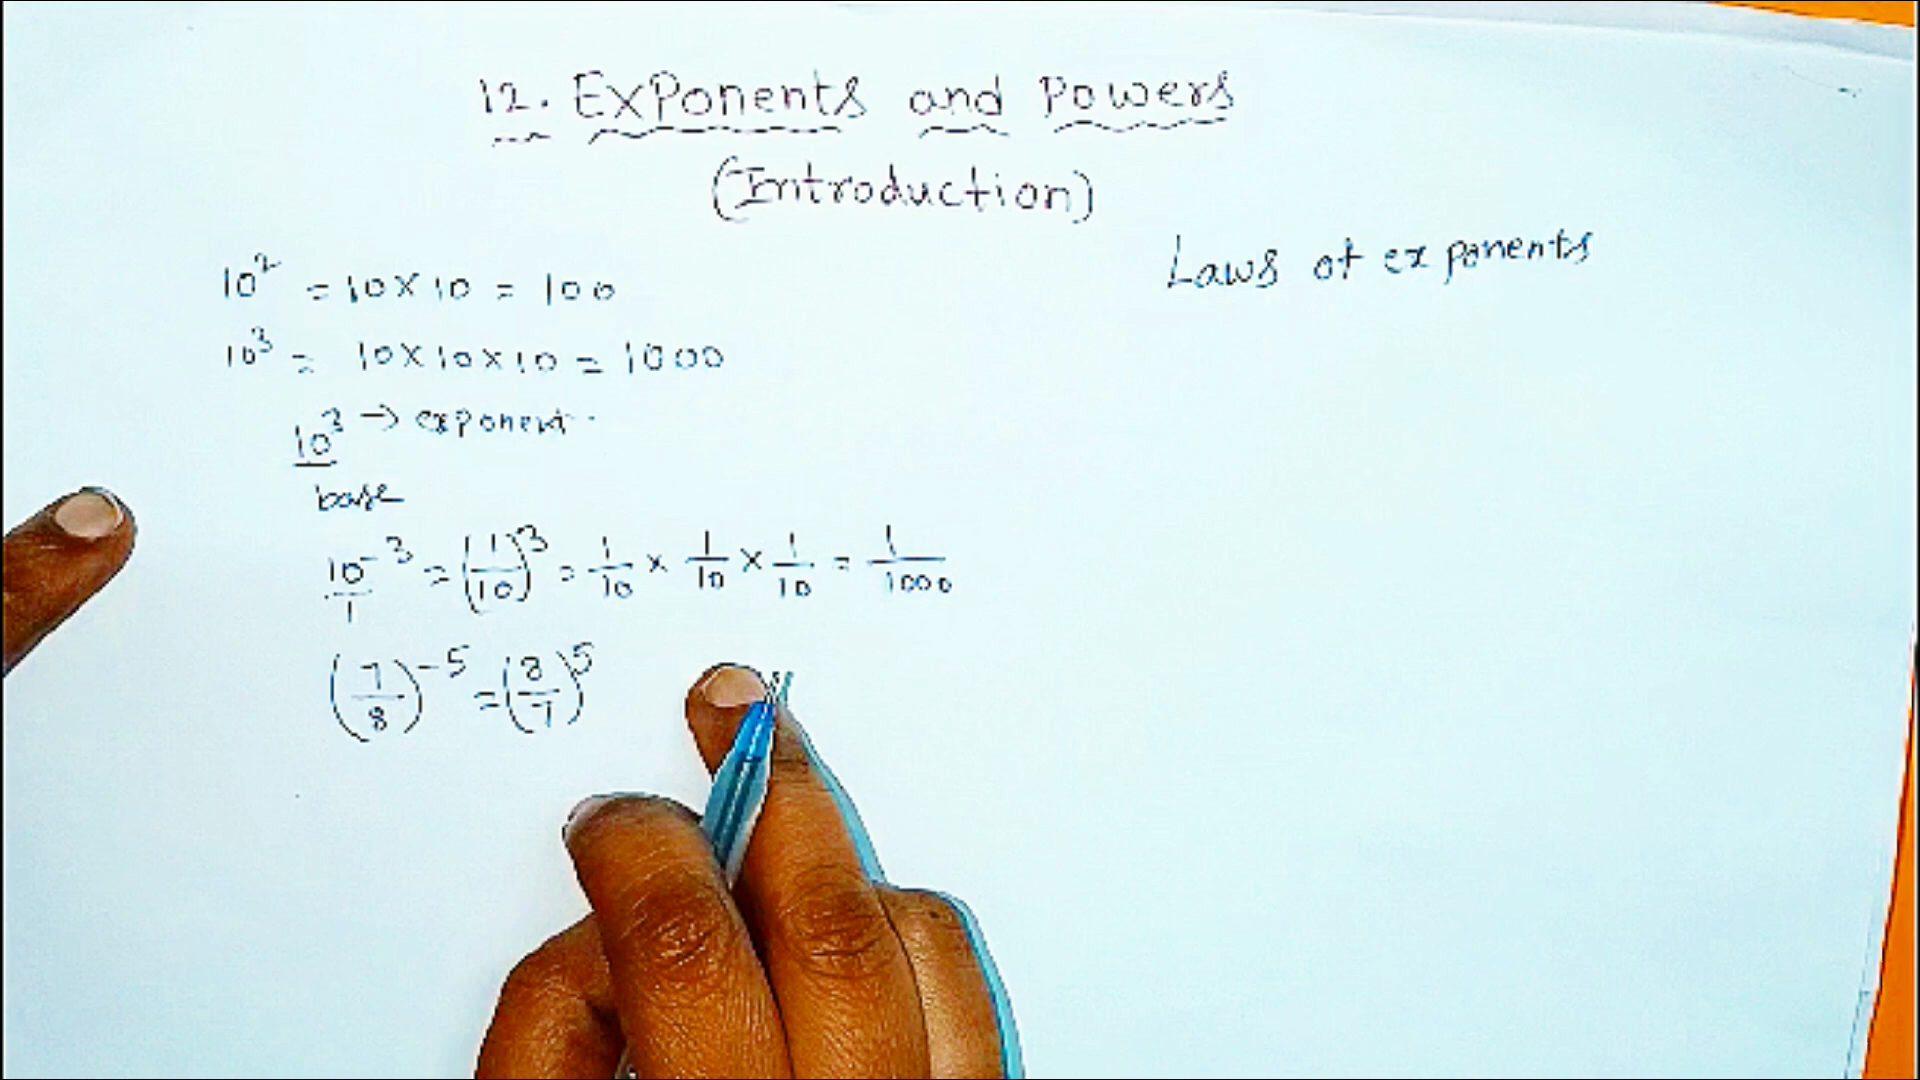 12. Exponents and Powers
(Introduction)
Laws of exponents
10² = 10 × 10 = 100
10³ = 10 × 10 × 10 = 1000
10³ → exponent.
base
10⁻³/1 = (1/10)³ = 1/10 × 1/10 × 1/10 = 1/1000
(7/8)⁻⁵ = (8/7)⁵